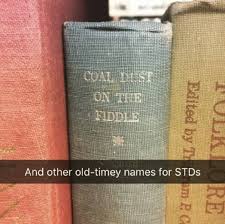 COAL DUST
ON THE
FIDDLE
And other old-timey names for STDs
FOLKLORE
Edited by